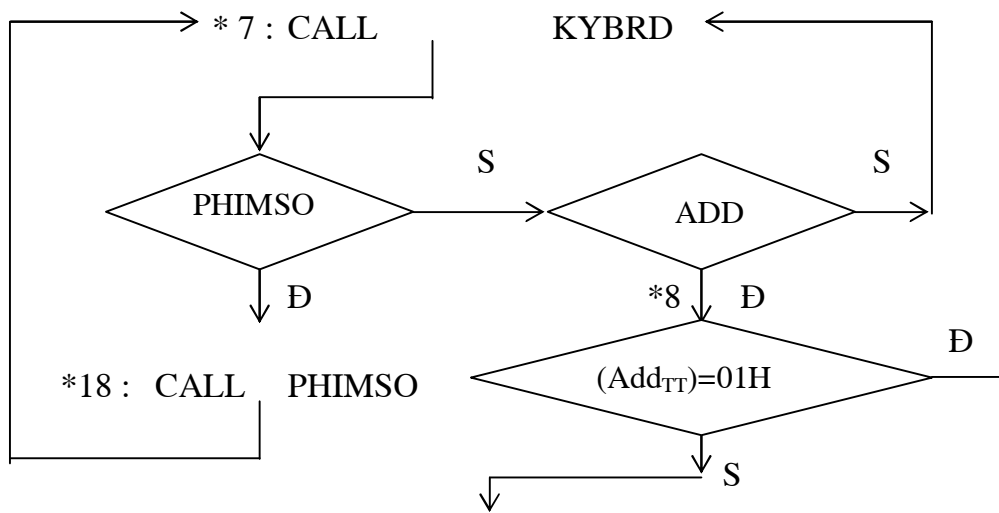 * 7 : CALL KYBRD
S
S
PHIMSO
ADD
Đ
*8 Đ
Đ
*18 : CALL PHIMSO
(Add_TT)=01H
S